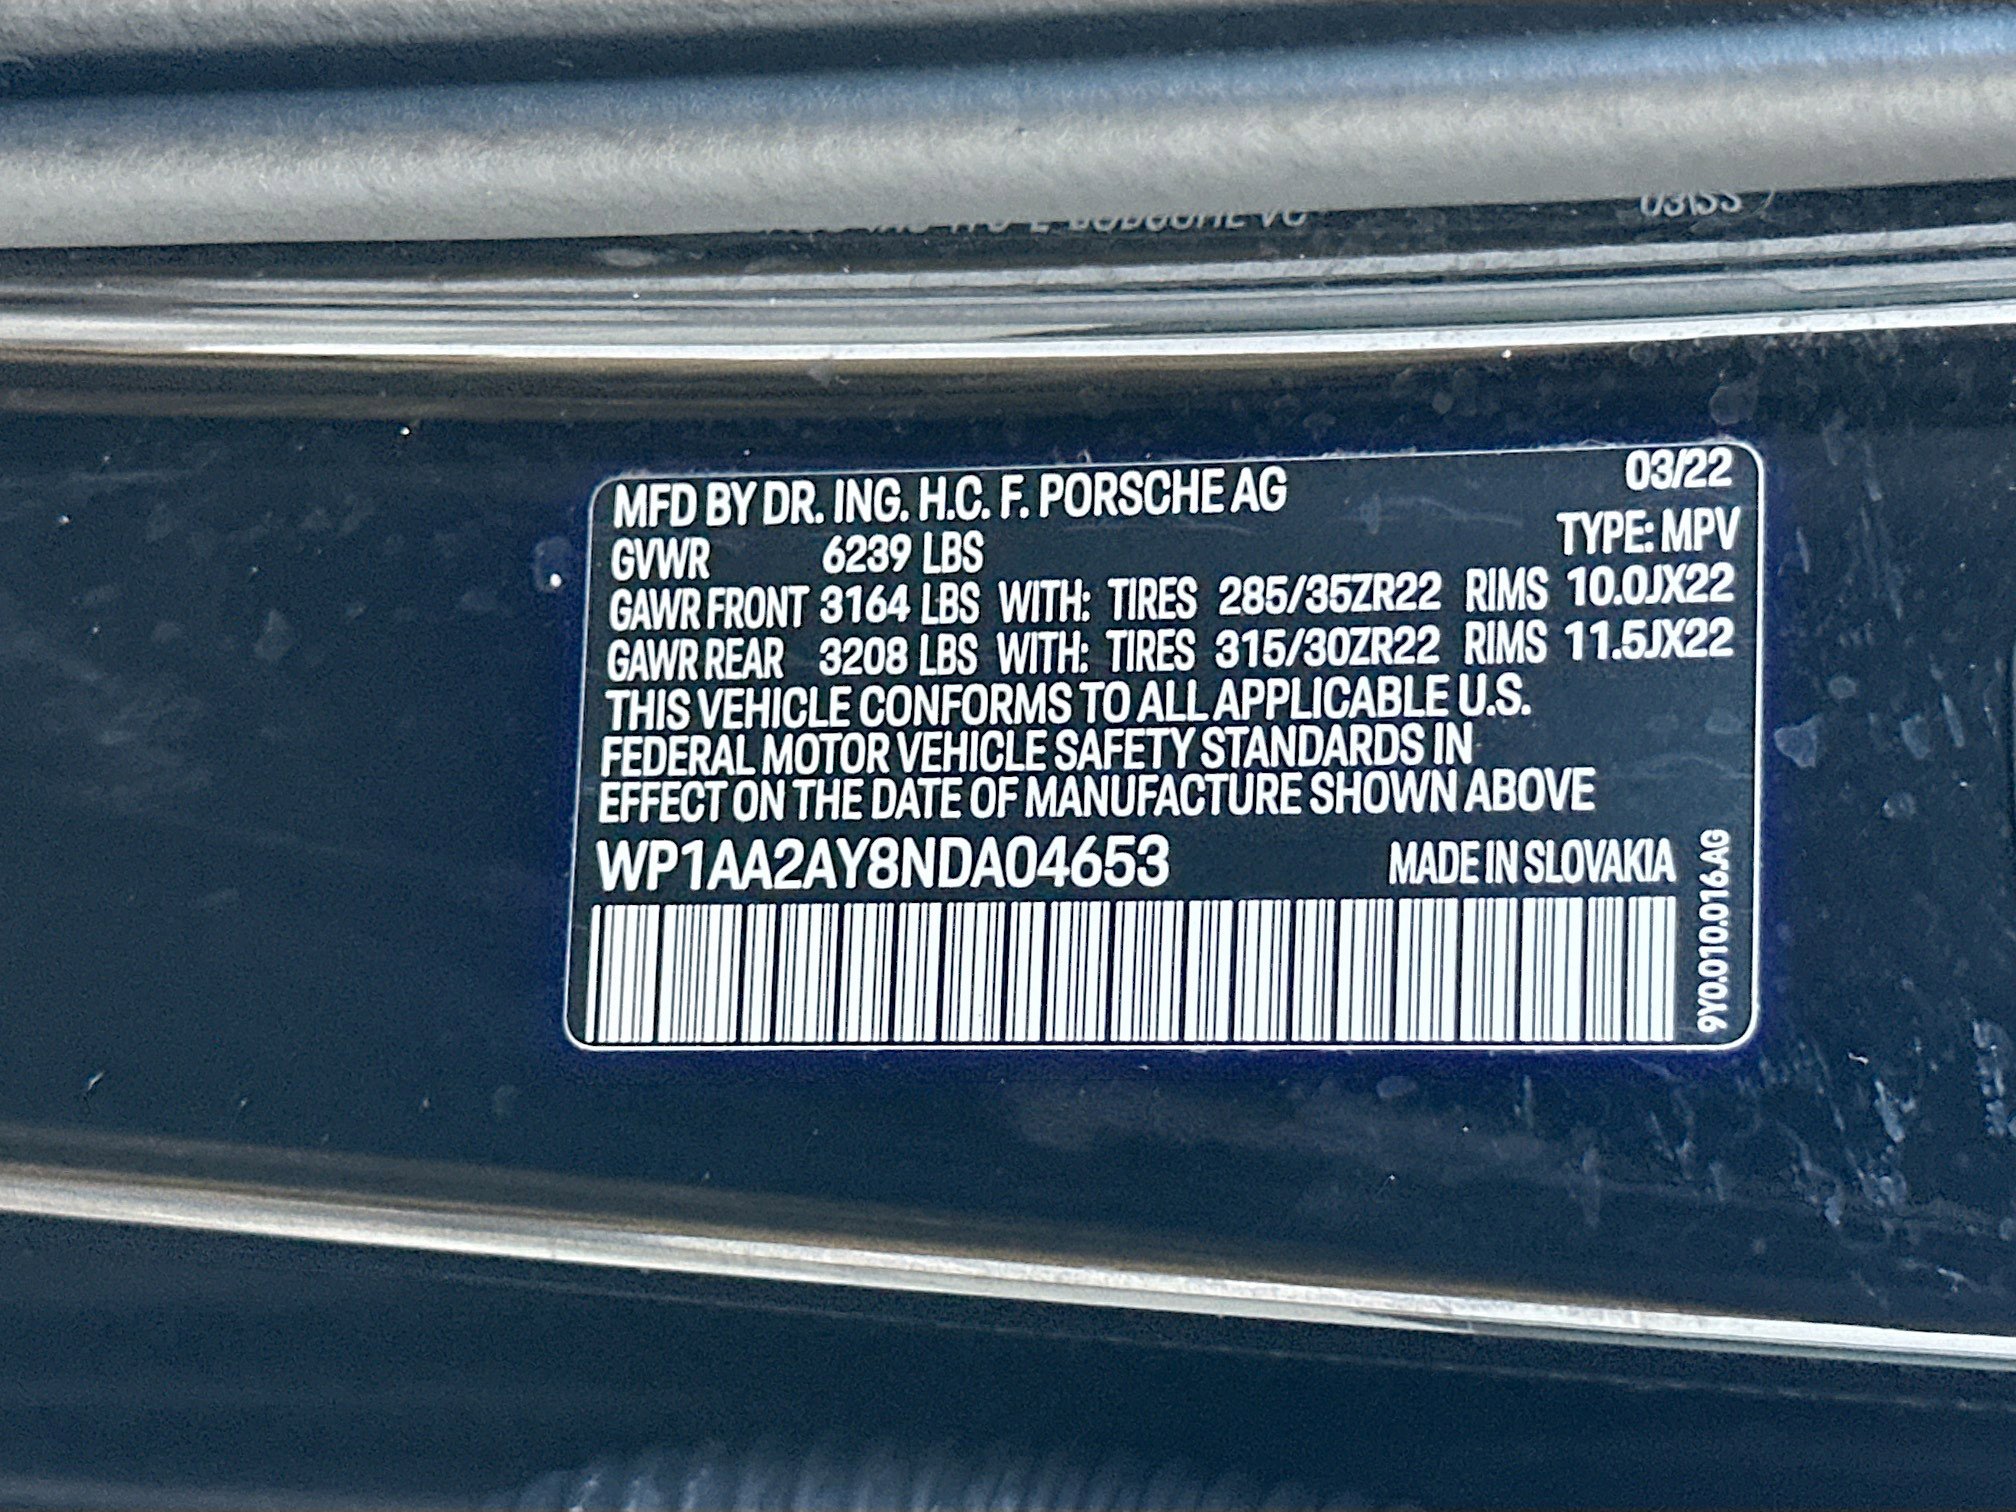 MFD BY DR. ING. H.C. F. PORSCHE AG 03/22
GVWR 6239 LBS TYPE: MPV
GAWR FRONT 3164 LBS WITH: TIRES 285/35ZR22 RIMS 10.0JX22
GAWR REAR 3208 LBS WITH: TIRES 315/30ZR22 RIMS 11.5JX22
THIS VEHICLE CONFORMS TO ALL APPLICABLE U.S.
FEDERAL MOTOR VEHICLE SAFETY STANDARDS IN
EFFECT ON THE DATE OF MANUFACTURE SHOWN ABOVE
WP1AA2AY8NDA04653 MADE IN SLOVAKIA
9Y0.010.016.AG